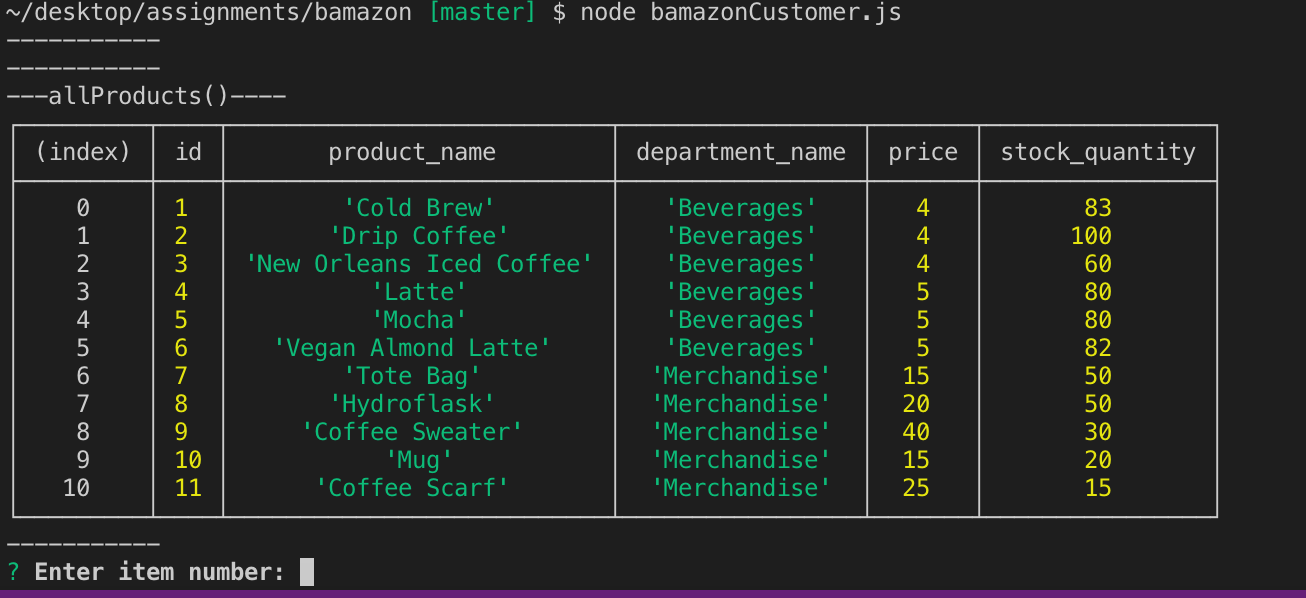 ~/desktop/assignments/bamazon [master] $ node bamazonCustomer.js
-----------
-----------
---allProducts()----
(index) id product_name department_name price stock_quantity
0 1 'Cold Brew' 'Beverages' 4 83
1 2 'Drip Coffee' 'Beverages' 4 100
2 3 'New Orleans Iced Coffee' 'Beverages' 4 60
3 4 'Latte' 'Beverages' 5 80
4 5 'Mocha' 'Beverages' 5 80
5 6 'Vegan Almond Latte' 'Beverages' 5 82
6 7 'Tote Bag' 'Merchandise' 15 50
7 8 'Hydroflask' 'Merchandise' 20 50
8 9 'Coffee Sweater' 'Merchandise' 40 30
9 10 'Mug' 'Merchandise' 15 20
10 11 'Coffee Scarf' 'Merchandise' 25 15
-----------
? Enter item number: